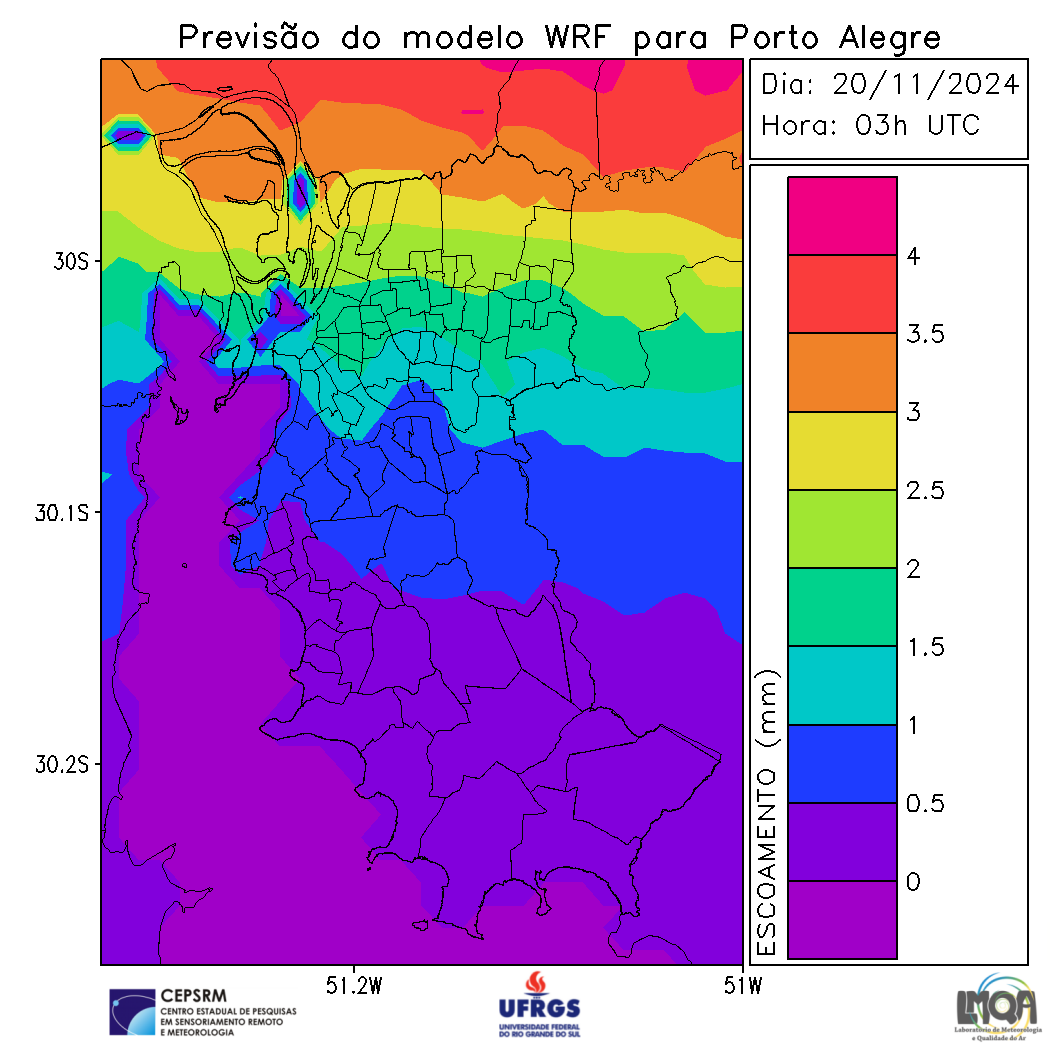 Previsão do modelo WRF para Porto Alegre
Dia: 20/11/2024
Hora: 03h UTC
4
3.5
3
2.5
2
1.5
1
0.5
0
ESCOAMENTO (mm)
30S
30.1S
30.2S
51.2W
51W
CEPSRM
CENTRO ESTADUAL DE PESQUISAS
EM SENSORIAMENTO REMOTO
E METEOROLOGIA
UFRGS
UNIVERSIDADE FEDERAL
DO RIO GRANDE DO SUL
LMQA
Laboratório de Meteorologia
e Qualidade do Ar